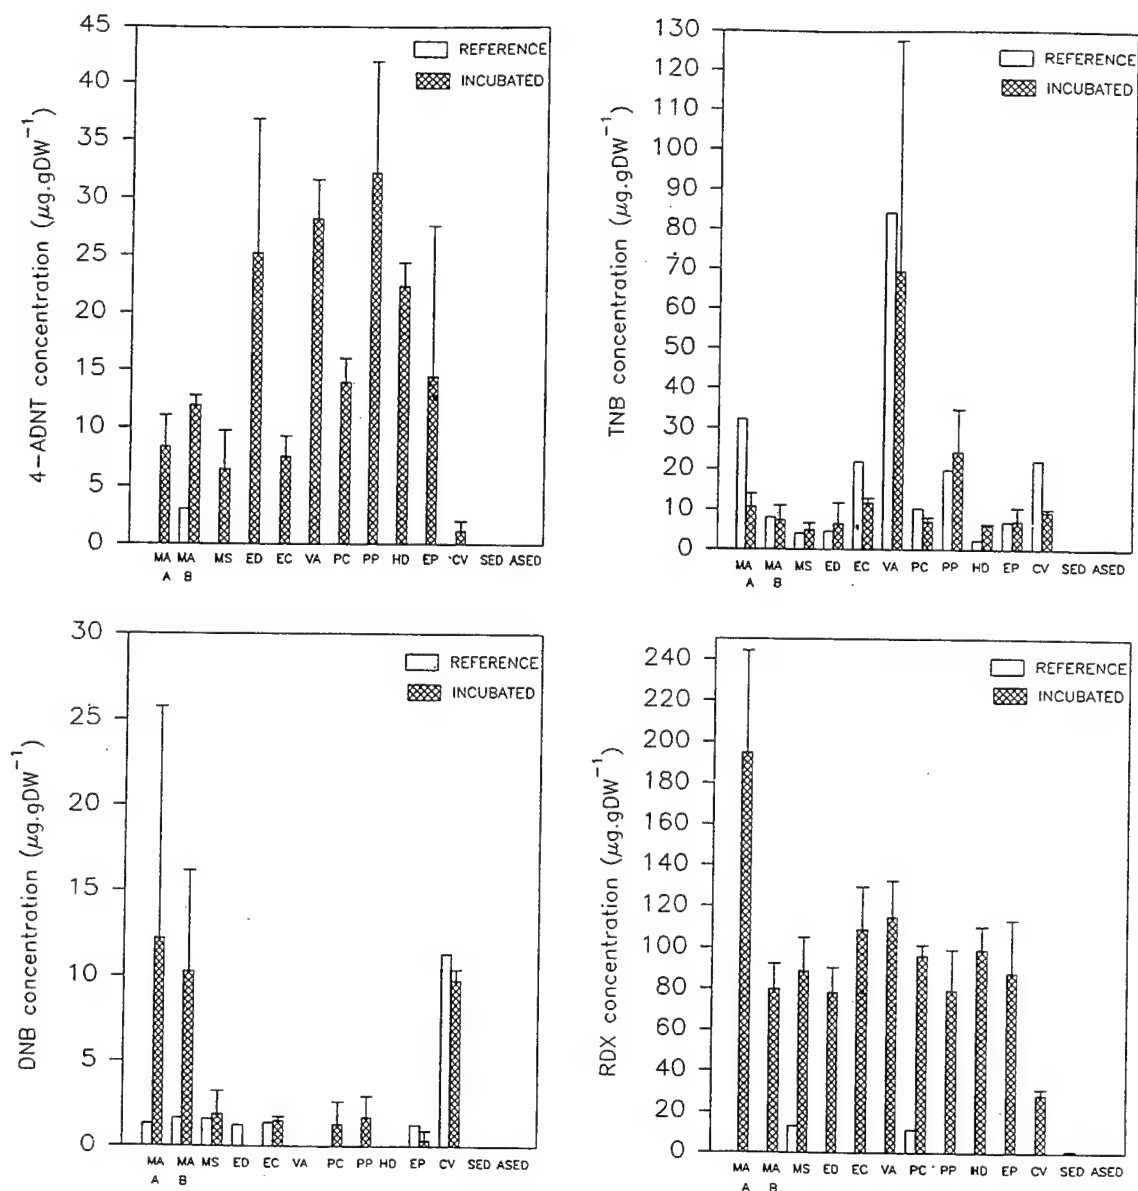 4-ADNT concentration (μg.gDW⁻¹)
45
40
35
30
25
20
15
10
5
0
REFERENCE
INCUBATED
MA MA MS ED EC VA PC PP HD EP CV SED ASED
A B
TNB concentration (μg.gDW⁻¹)
130
120
110
100
90
80
70
60
50
40
30
20
10
0
REFERENCE
INCUBATED
MA MA MS ED EC VA PC PP HD EP CV SED ASED
A B
DNB concentration (μg.gDW⁻¹)
30
25
20
15
10
5
0
REFERENCE
INCUBATED
MA MA MS ED EC VA PC PP HD EP CV SED ASED
A B
RDX concentration (μg.gDW⁻¹)
240
220
200
180
160
140
120
100
80
60
40
20
0
REFERENCE
INCUBATED
MA MA MS ED EC VA PC PP HD EP CV SED ASED
A B